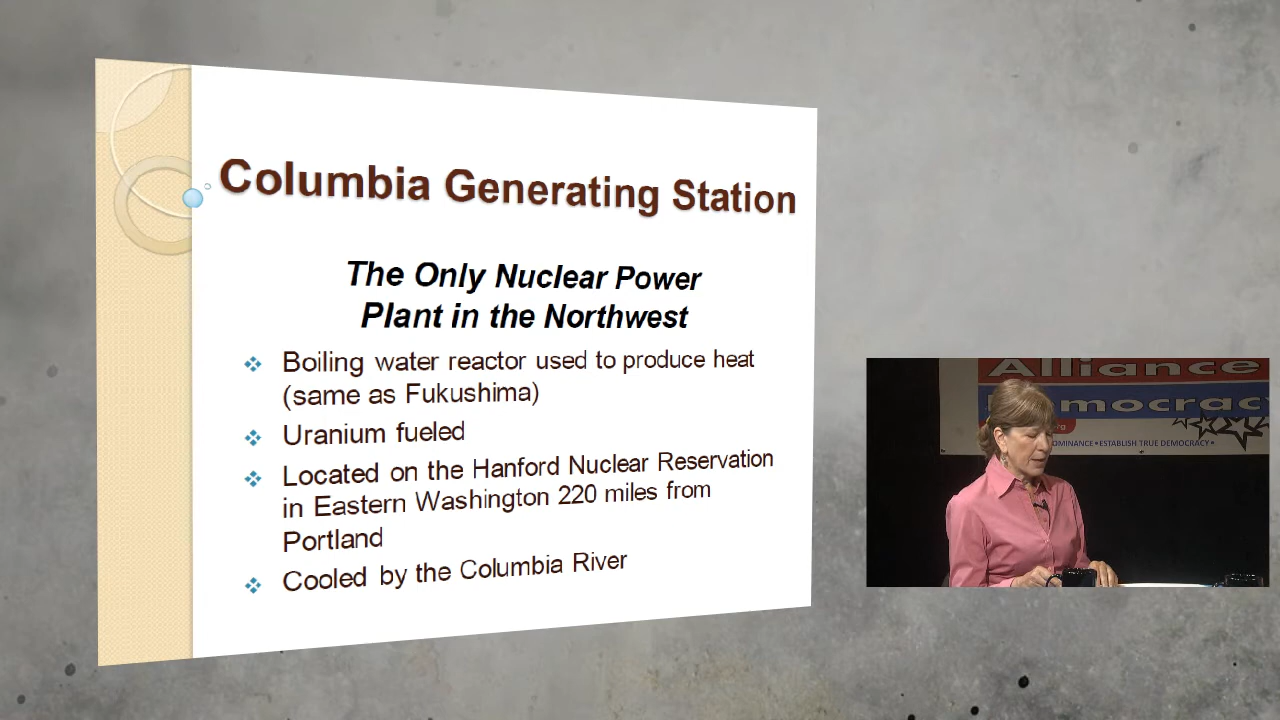 Columbia Generating Station
The Only Nuclear Power
Plant in the Northwest
Boiling water reactor used to produce heat
(same as Fukushima)
Uranium fueled
Located on the Hanford Nuclear Reservation
in Eastern Washington 220 miles from
Portland
Cooled by the Columbia River
Alliance
Democracy
OMINANCE • ESTABLISH TRUE DEMOCRACY •